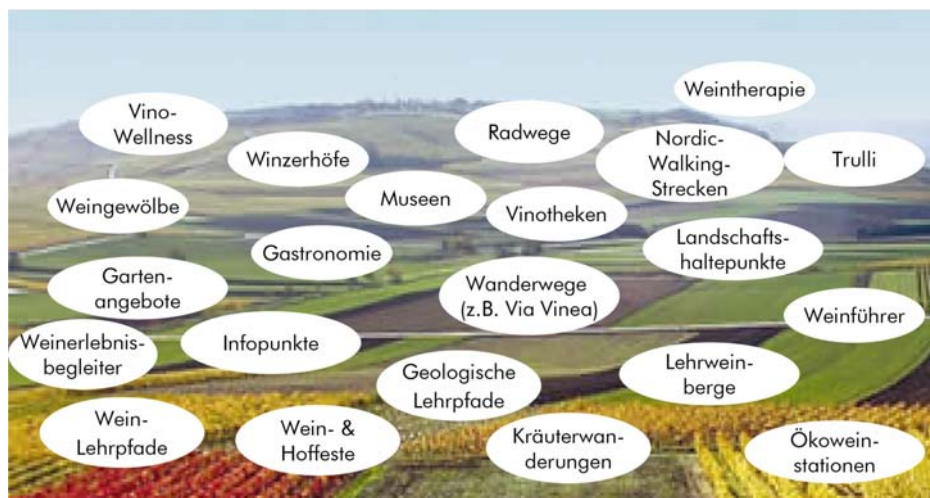 Weintherapie
Vino-
Wellness
Radwege
Nordic-
Walking-
Strecken
Winzerhöfe
Trulli
Museen
Weingewölbe
Vinotheken
Landschafts-
haltepunkte
Gastronomie
Garten-
angebote
Wanderwege
(z.B. Via Vinea)
Weinführer
Weinerlebnis-
begleiter
Infopunkte
Geologische
Lehrpfade
Lehrwein-
berge
Wein-
Lehrpfade
Wein- &
Hoffeste
Kräuterwan-
derungen
Ökowein-
stationen